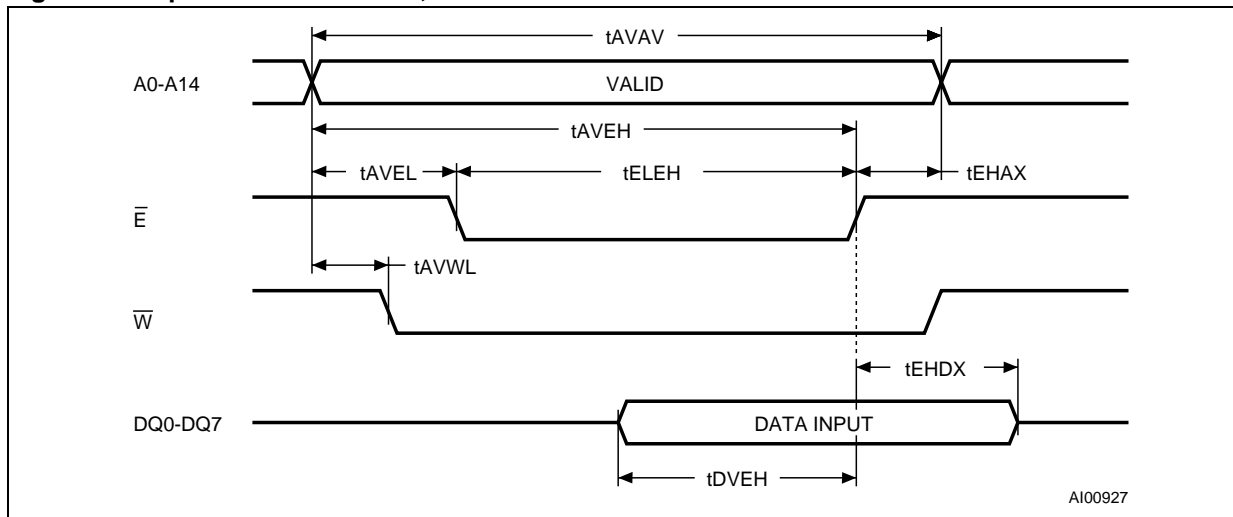 tAVAV
A0-A14
VALID
tAVEH
tAVEL
tELEH
tEHAX
E
tAVWL
W
tEHDX
DQ0-DQ7
DATA INPUT
tDVEH
AI00927